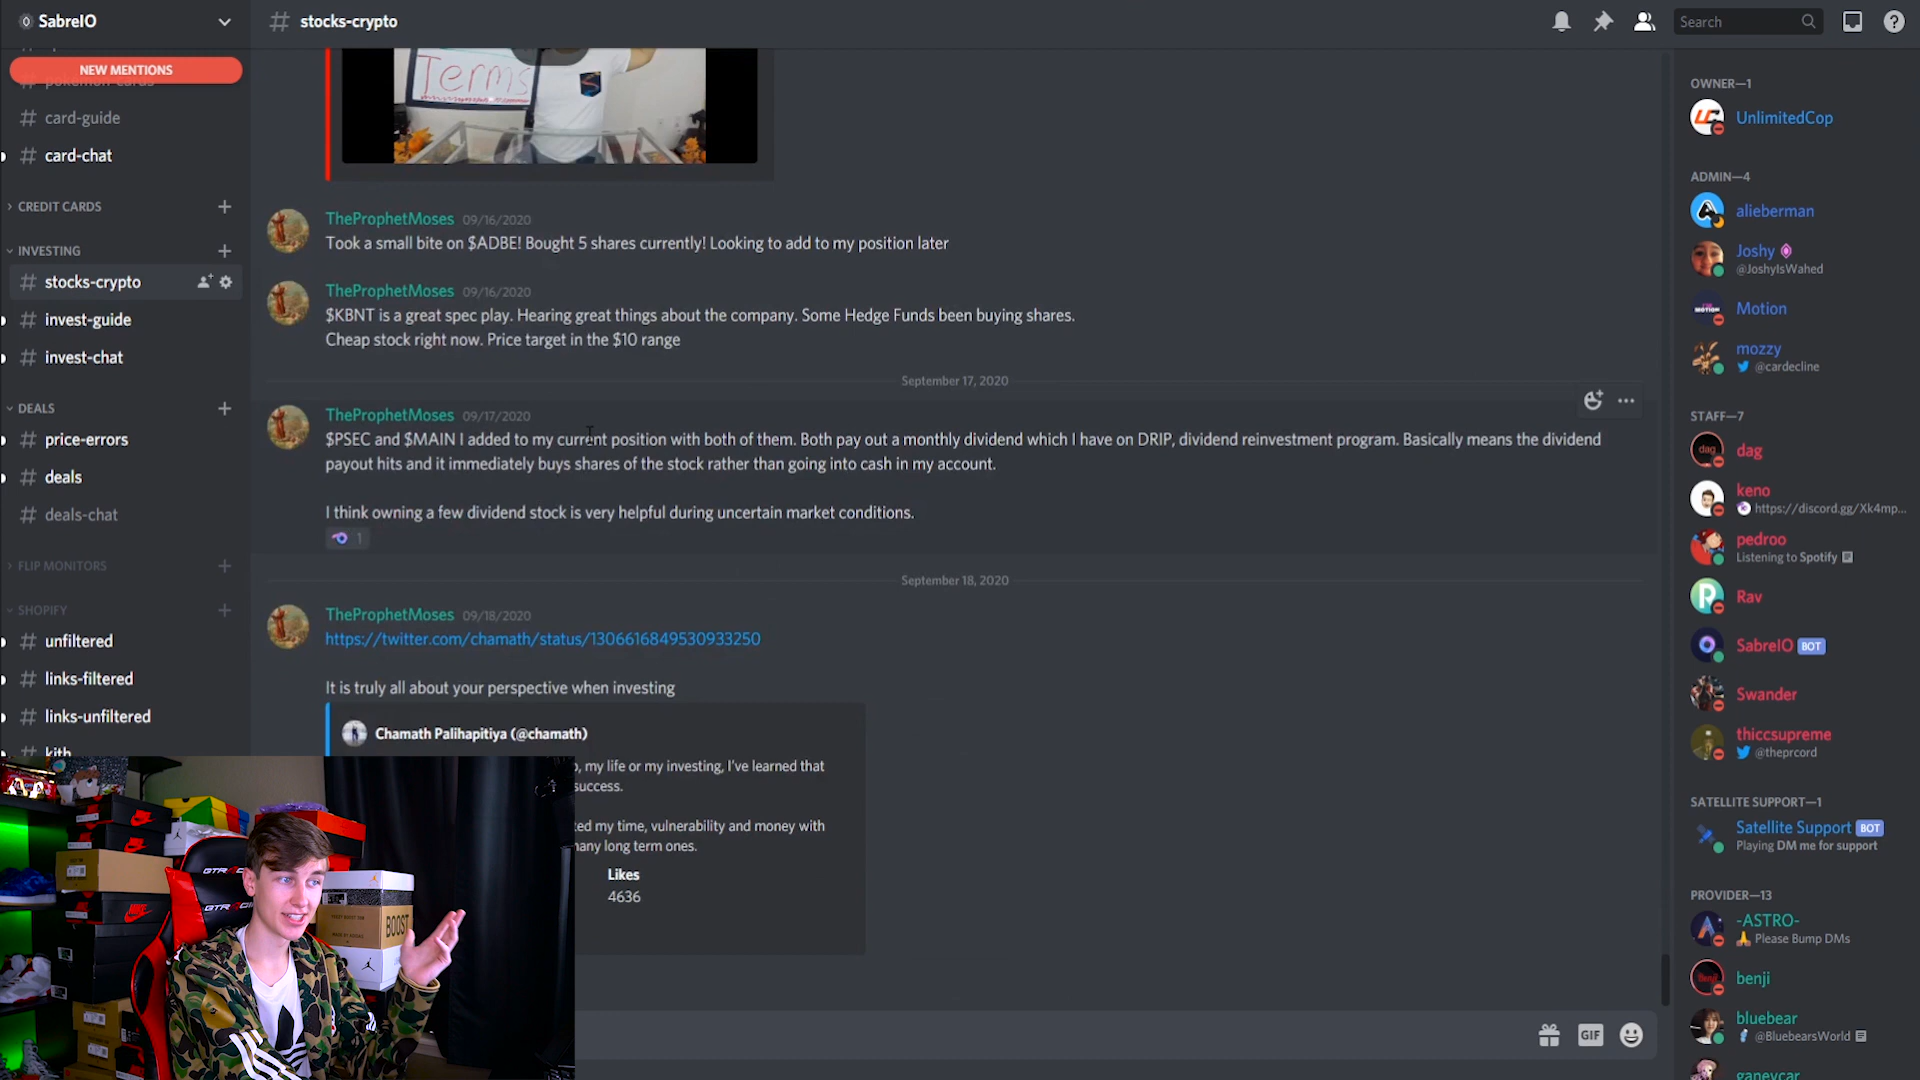 SabreIO
# stocks-crypto
Search
NEW MENTIONS
# card-guide
# card-chat
CREDIT CARDS
INVESTING
# stocks-crypto
# invest-guide
# invest-chat
DEALS
# price-errors
# deals
# deals-chat
FLIP MONITORS
SHOPIFY
# unfiltered
# links-filtered
# links-unfiltered
# kith
Terms
TheProphetMoses 09/16/2020
Took a small bite on $ADBE! Bought 5 shares currently! Looking to add to my position later
TheProphetMoses 09/16/2020
$KBNT is a great spec play. Hearing great things about the company. Some Hedge Funds been buying shares.
Cheap stock right now. Price target in the $10 range
September 17, 2020
TheProphetMoses 09/17/2020
$PSEC and $MAIN I added to my current position with both of them. Both pay out a monthly dividend which I have on DRIP, dividend reinvestment program. Basically means the dividend
payout hits and it immediately buys shares of the stock rather than going into cash in my account.
I think owning a few dividend stock is very helpful during uncertain market conditions.
1
September 18, 2020
TheProphetMoses 09/18/2020
https://twitter.com/chamath/status/1306616849530933250
It is truly all about your perspective when investing
Chamath Palihapitiya (@chamath)
, my life or my investing, I've learned that
success.
ted my time, vulnerability and money with
many long term ones.
Likes
4636
GIF
GTR
GTR
BOOST
OWNER—1
UnlimitedCop
ADMIN—4
alieberman
Joshy
@JoshyIsWahed
Motion
mozzy
@cardecline
STAFF—7
dag
dag
keno
https://discord.gg/Xk4mp...
pedroo
Listening to Spotify
Rav
SabreIO BOT
Swander
thiccsupreme
@theprcord
SATELLITE SUPPORT—1
Satellite Support BOT
Playing DM me for support
PROVIDER—13
-ASTRO-
Please Bump DMs
benji
bluebear
@BluebearsWorld
ganeycar